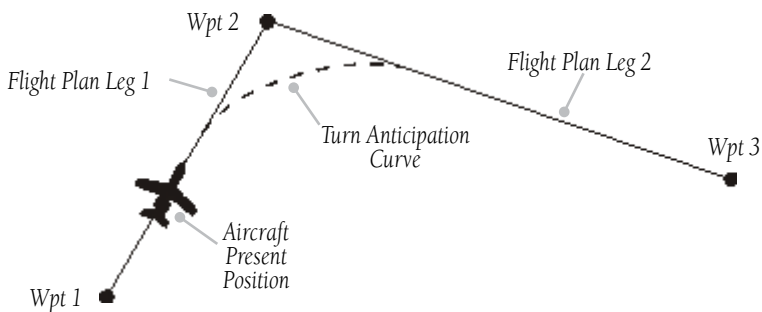 Wpt 2
Flight Plan Leg 1
Flight Plan Leg 2
Turn Anticipation
Curve
Wpt 3
Aircraft
Present
Position
Wpt 1